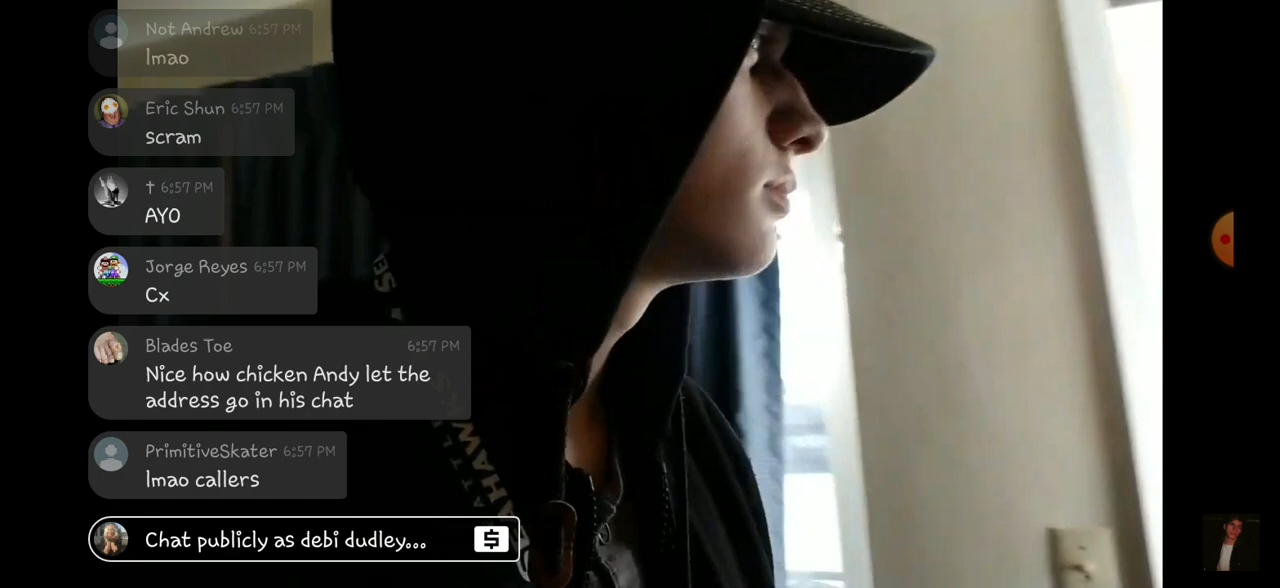 Not Andrew 6:57 PM
lmao
Eric Shun 6:57 PM
scram
† 6:57 PM
AYO
Jorge Reyes 6:57 PM
Cx
Blades Toe 6:57 PM
Nice how chicken Andy let the
address go in his chat
PrimitiveSkater 6:57 PM
lmao callers
Chat publicly as debi dudley...
$